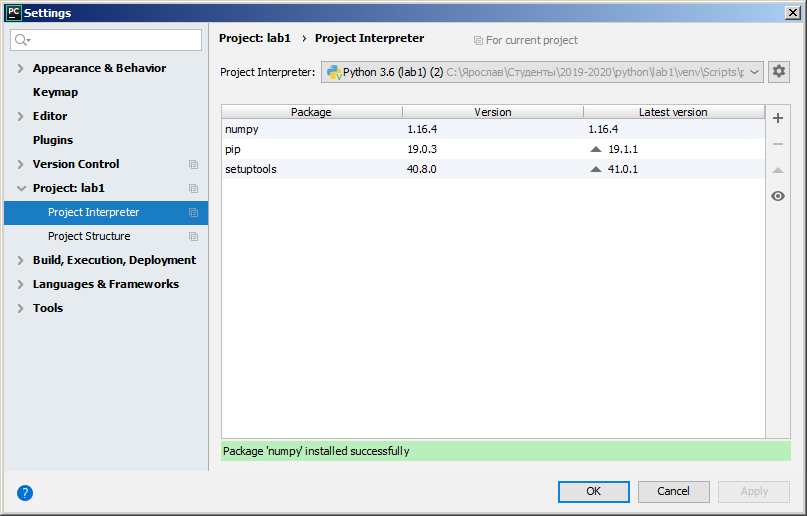 PC Settings
Project: lab1 › Project Interpreter
For current project
Appearance & Behavior
Keymap
Editor
Plugins
Version Control
Project: lab1
Project Interpreter
Project Structure
Build, Execution, Deployment
Languages & Frameworks
Tools
Project Interpreter: Python 3.6 (lab1) (2) C:\Ярослав\Студенты\2019-2020\python\lab1\venv\Scripts\p
Package Version Latest version
numpy 1.16.4 1.16.4
pip 19.0.3 19.1.1
setuptools 40.8.0 41.0.1
Package 'numpy' installed successfully
?
OK Cancel Apply